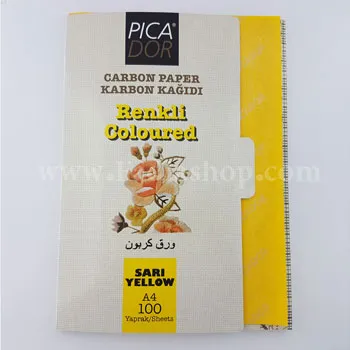 PICA
DOR
CARBON PAPER
KARBON KAĞIDI
Renkli
Coloured
ورق كربون
SARI
YELLOW
A4
100
Yaprak/Sheets